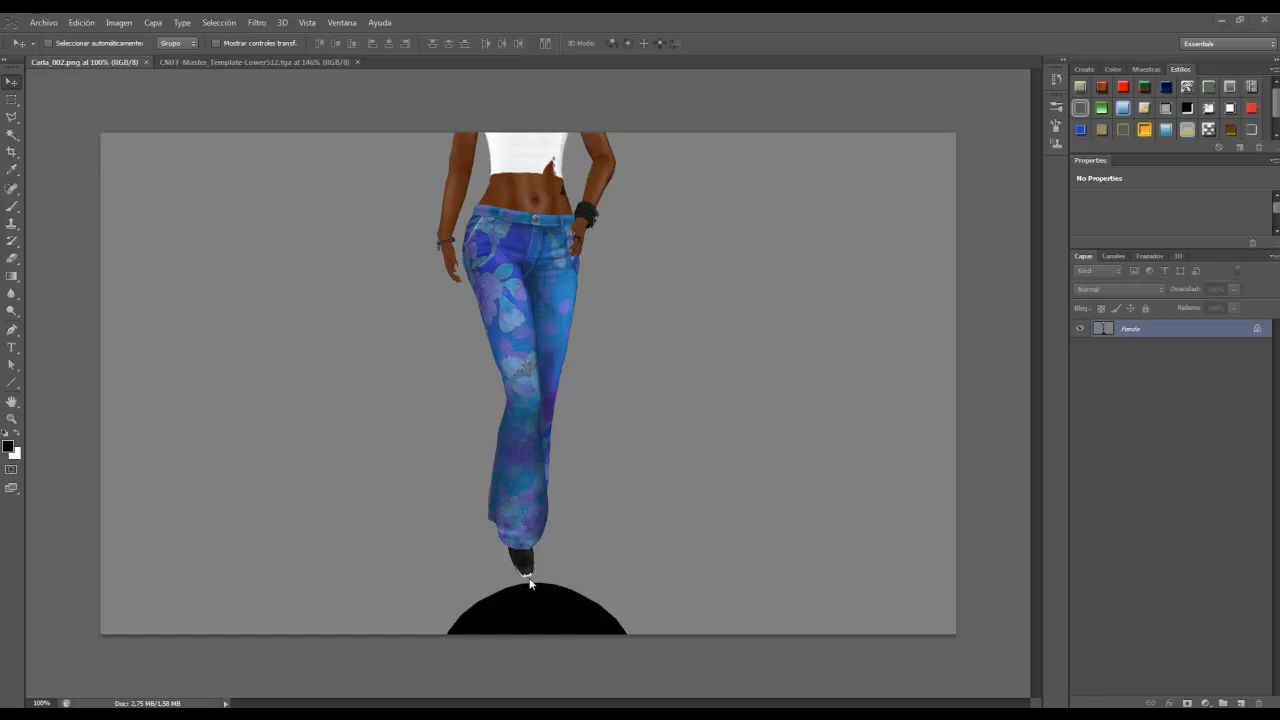 Archivo Edición Imagen Capa Type Selección Filtro 3D Vista Ventana Ayuda
Seleccionar automáticamente: Grupo Mostrar controles transf. 3D Mode: Essentials
Carla_002.png al 100% (RGB/8) × CMFF-Master_Template-Lower512.tga al 146% (RGB/8) ×
Create Color Muestras Estilos
Properties
No Properties
Capas Canales Trazados 3D
Kind
Normal Opacidad: 100%
Bloq.: Relleno: 100%
Fondo
100% Doc: 2,75 MB/1,58 MB